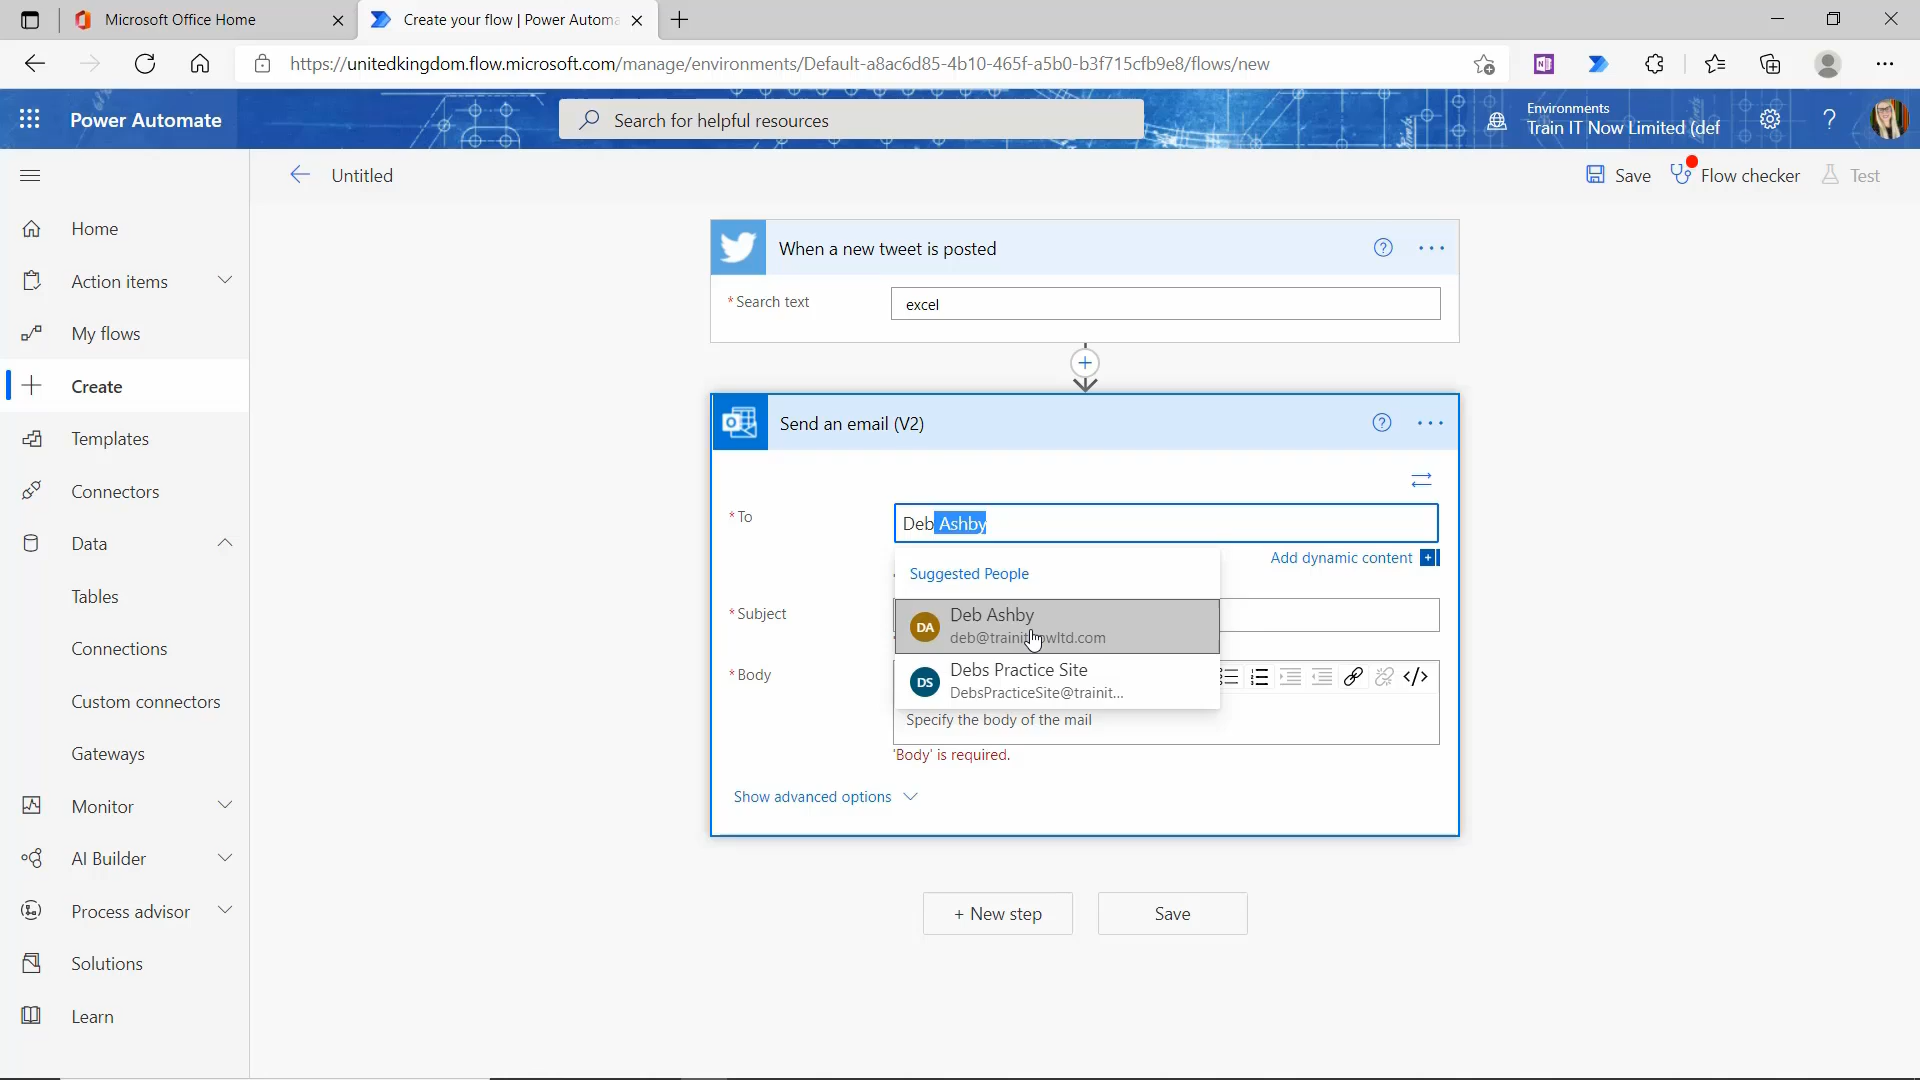 Microsoft Office Home
Create your flow | Power Automa
https://unitedkingdom.flow.microsoft.com/manage/environments/Default-a8ac6d85-4b10-465f-a5b0-b3f715cfb9e8/flows/new
Power Automate
Search for helpful resources
Environments
Train IT Now Limited (def
Untitled
Save
Flow checker
Test
Home
Action items
My flows
Create
Templates
Connectors
Data
Tables
Connections
Custom connectors
Gateways
Monitor
AI Builder
Process advisor
Solutions
Learn
When a new tweet is posted
* Search text
excel
Send an email (V2)
* To
Deb Ashby
Add dynamic content
Suggested People
DA
Deb Ashby
DS
Debs Practice Site
DebsPracticeSite@trainit...
* Subject
* Body
Specify the body of the mail
'Body' is required.
Show advanced options
+ New step
Save